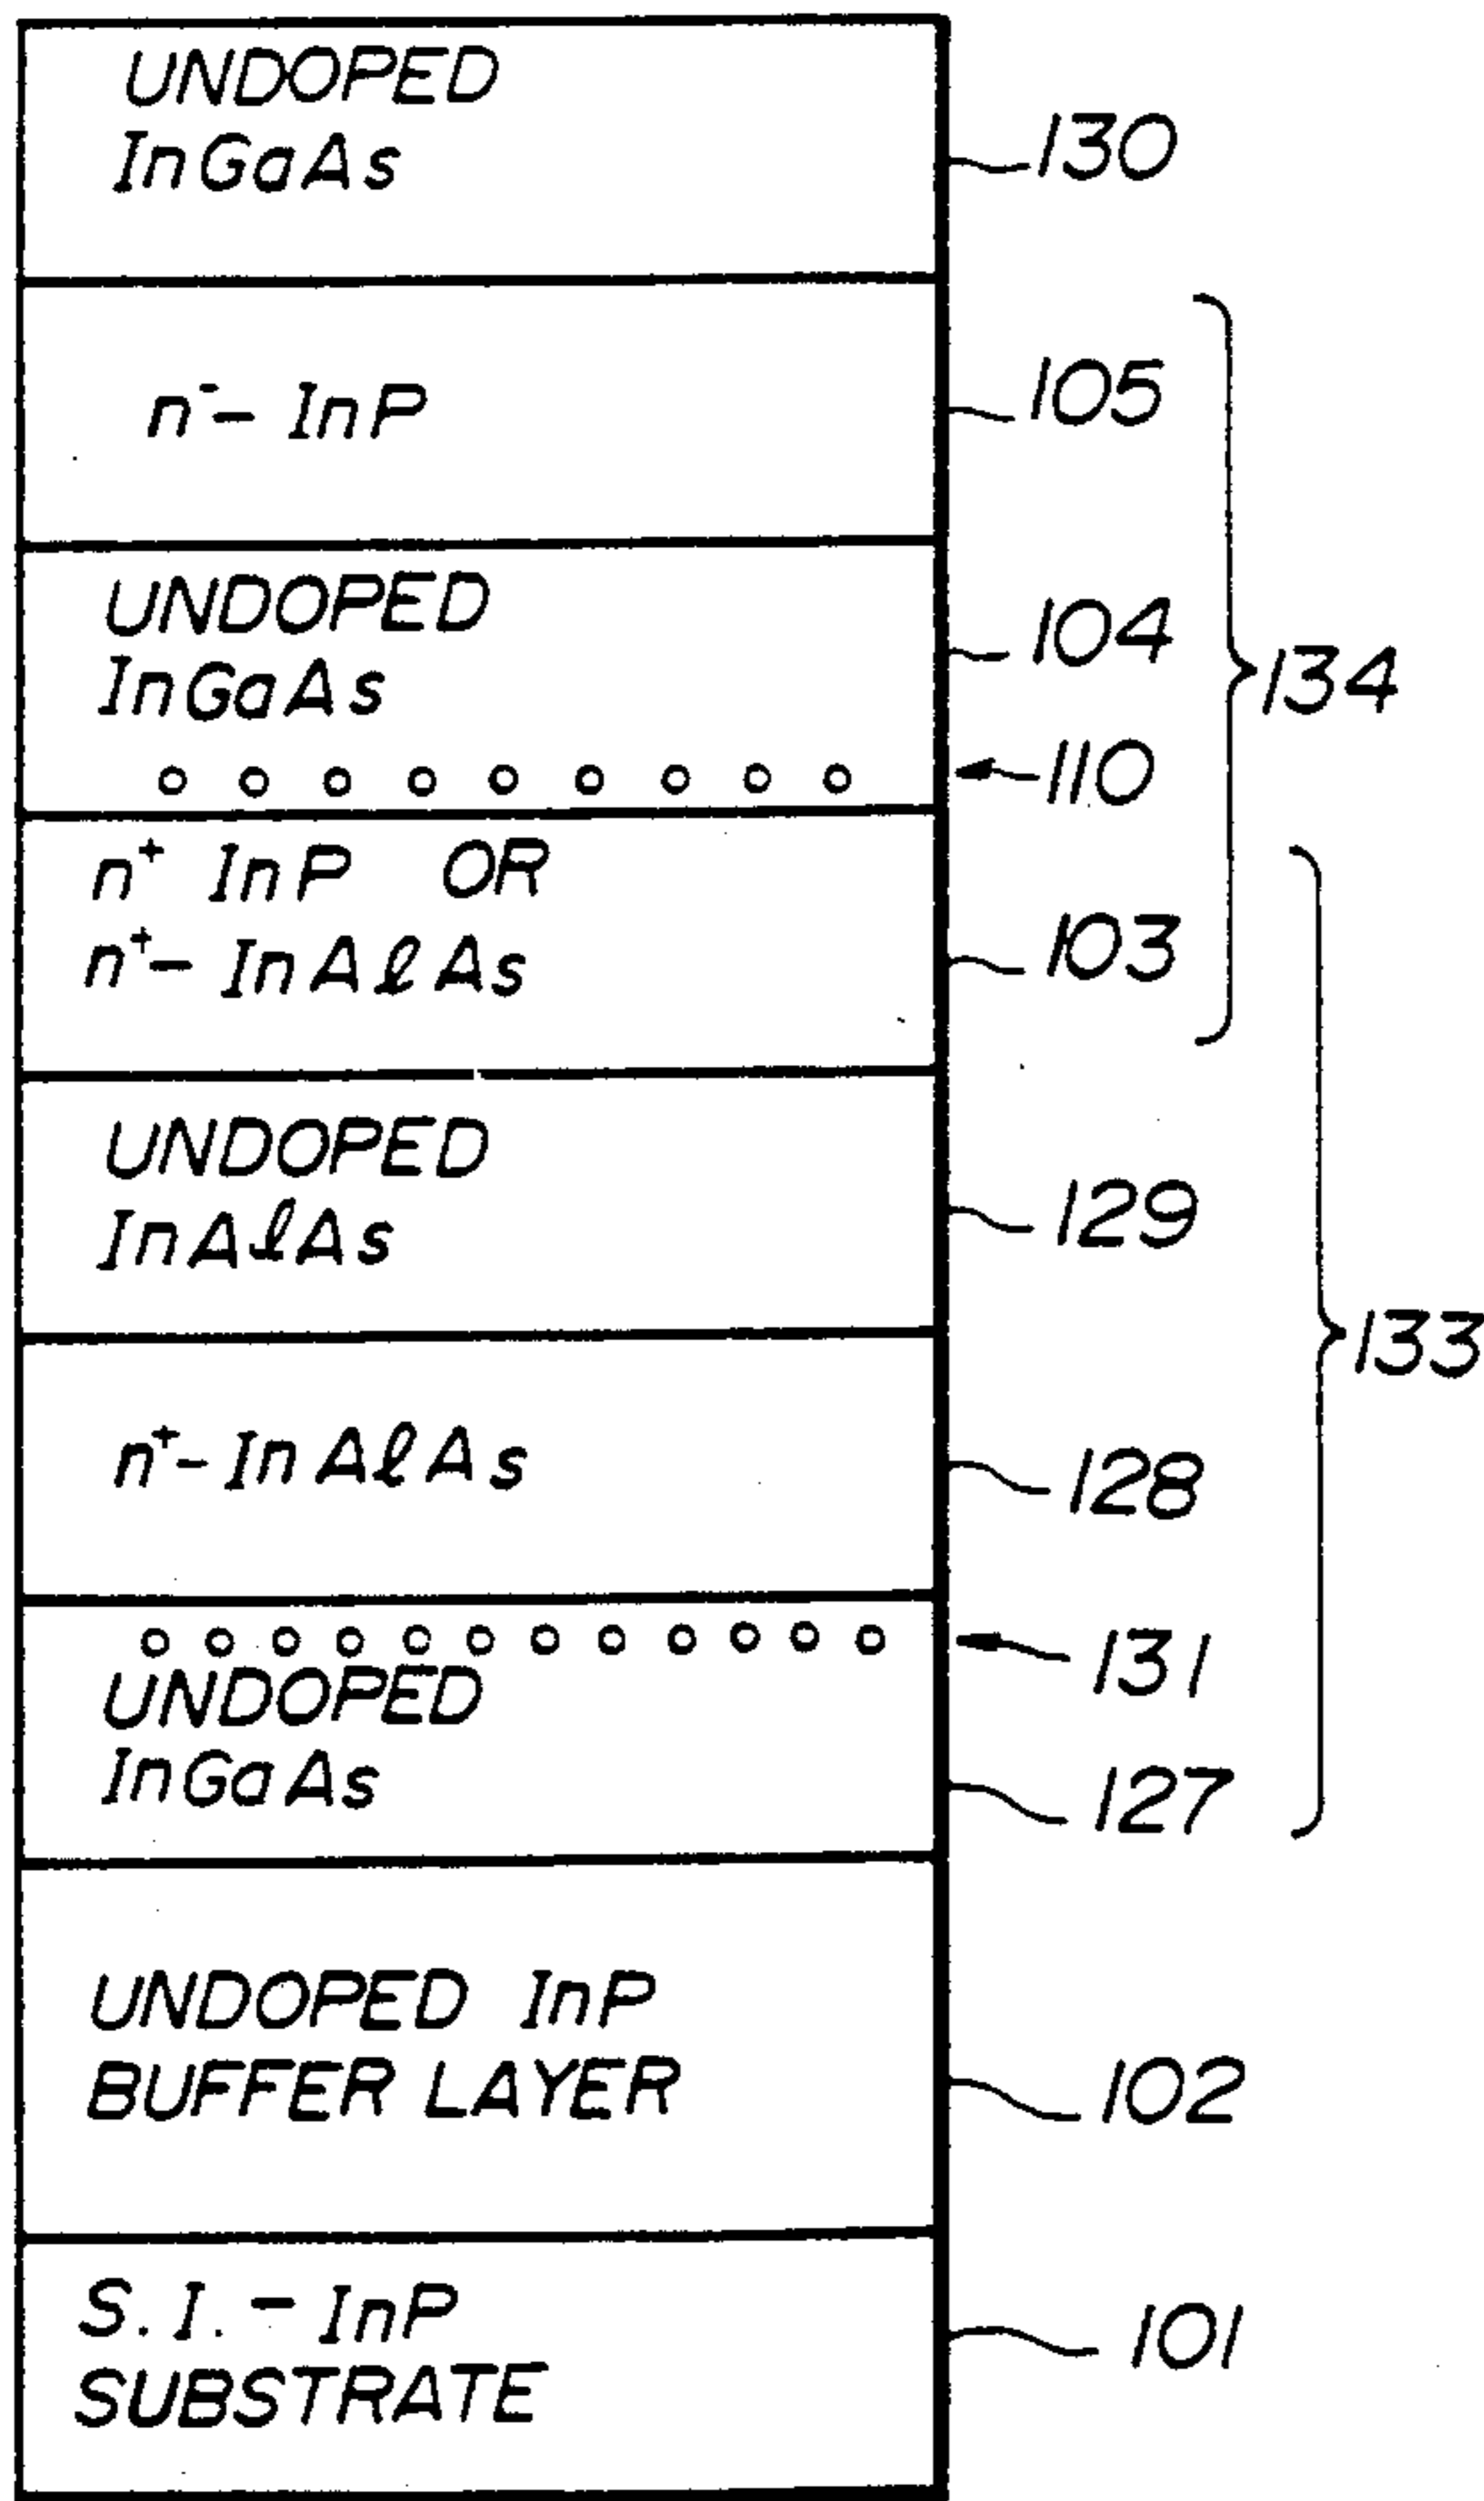 UNDOPED
InGaAs
130
n⁻– InP
105
UNDOPED
InGaAs
104
134
110
n⁺ InP OR
n⁺– InAlAs
103
UNDOPED
InAlAs
129
133
n⁺– InAlAs
128
131
UNDOPED
InGaAs
127
UNDOPED InP
BUFFER LAYER
102
S.I.– InP
SUBSTRATE
101